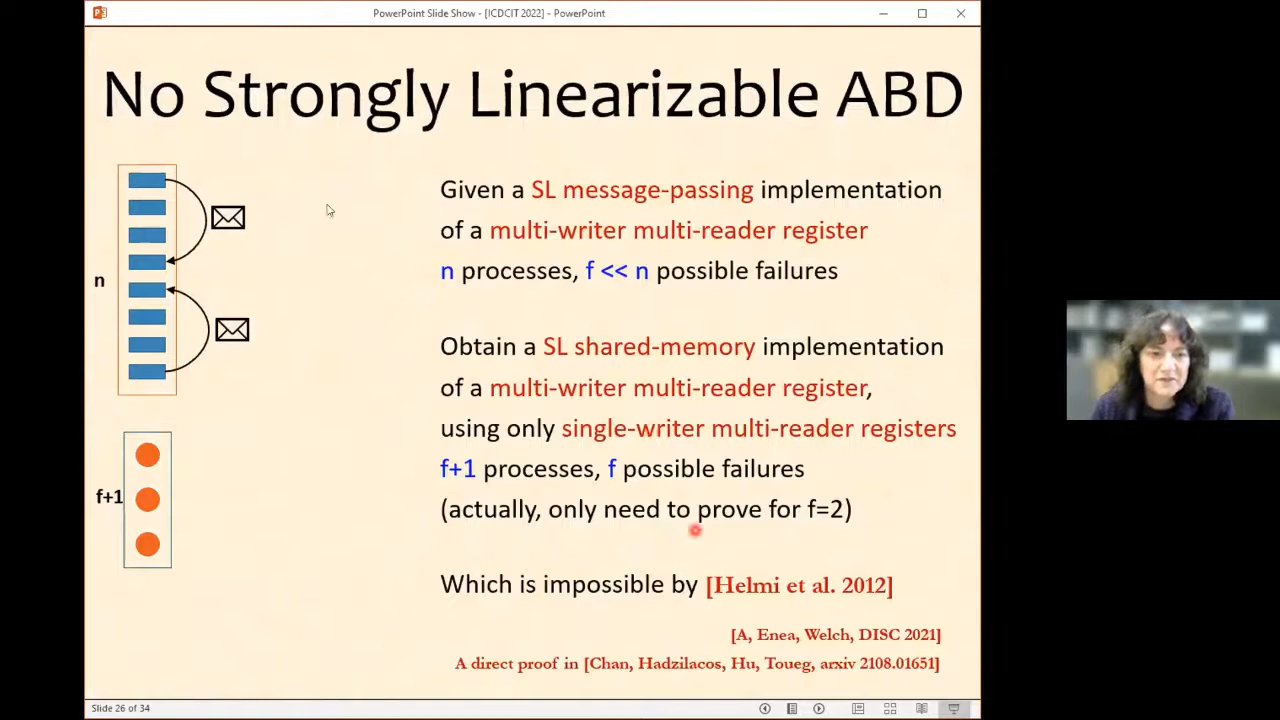 PowerPoint Slide Show - [ICDCIT 2022] - PowerPoint
No Strongly Linearizable ABD
n
f+1
Given a SL message-passing implementation
of a multi-writer multi-reader register
n processes, f << n possible failures
Obtain a SL shared-memory implementation
of a multi-writer multi-reader register,
using only single-writer multi-reader registers
f+1 processes, f possible failures
(actually, only need to prove for f=2)
Which is impossible by [Helmi et al. 2012]
[A, Enea, Welch, DISC 2021]
A direct proof in [Chan, Hadzilacos, Hu, Toueg, arxiv 2108.01651]
Slide 26 of 34